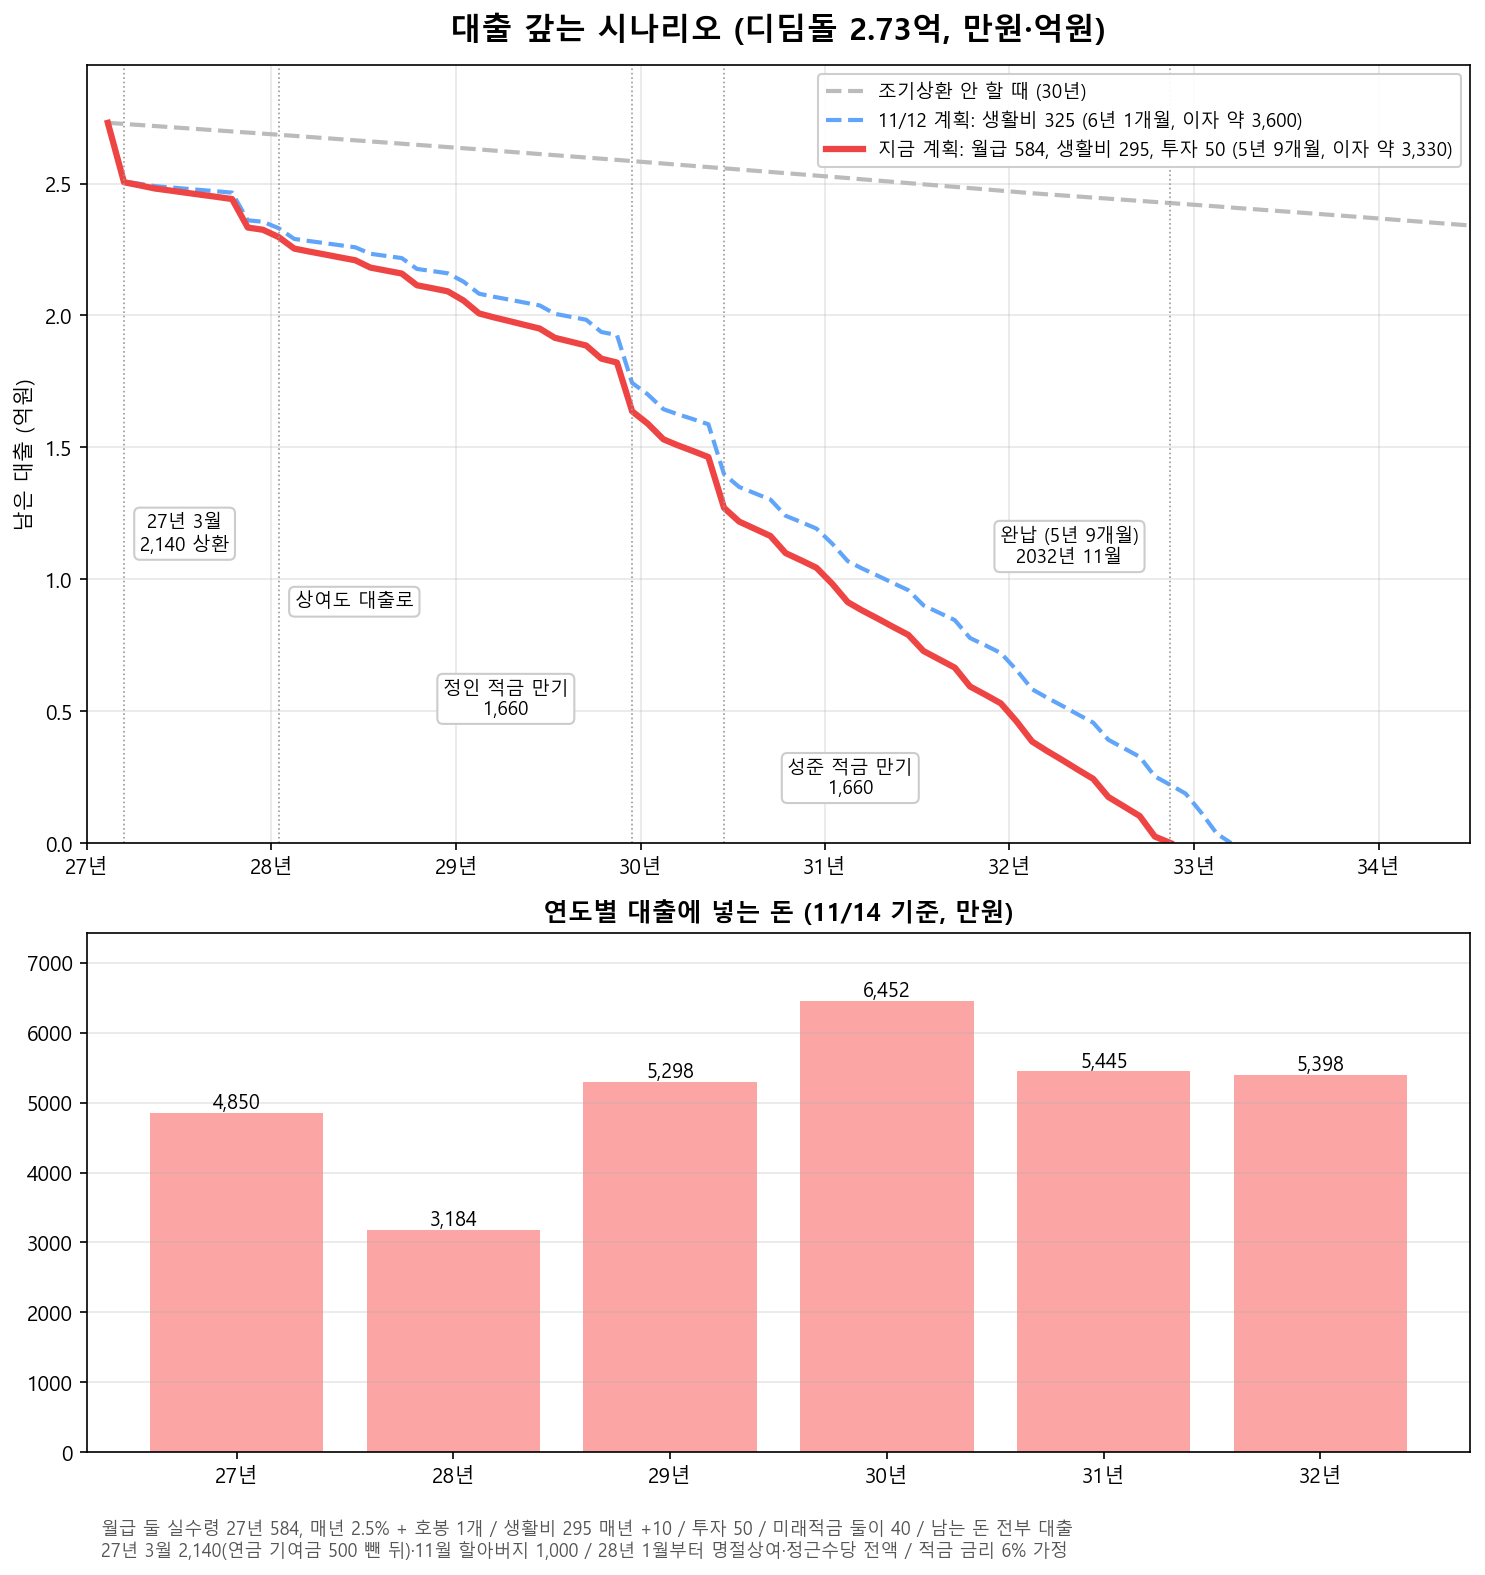 대출 갚는 시나리오 (디딤돌 2.73억, 만원·억원)
조기상환 안 할 때 (30년)
11/12 계획: 생활비 325 (6년 1개월, 이자 약 3,600)
지금 계획: 월급 584, 생활비 295, 투자 50 (5년 9개월, 이자 약 3,330)
남은 대출 (억원)
2.5
2.0
1.5
1.0
0.5
0.0
27년 3월
2,140 상환
상여도 대출로
정인 적금 만기
1,660
성준 적금 만기
1,660
완납 (5년 9개월)
2032년 11월
27년
28년
29년
30년
31년
32년
33년
34년
연도별 대출에 넣는 돈 (11/14 기준, 만원)
7000
6000
5000
4000
3000
2000
1000
0
4,850
3,184
5,298
6,452
5,445
5,398
27년
28년
29년
30년
31년
32년
월급 둘 실수령 27년 584, 매년 2.5% + 호봉 1개 / 생활비 295 매년 +10 / 투자 50 / 미래적금 둘이 40 / 남는 돈 전부 대출
27년 3월 2,140(연금 기여금 500 뺀 뒤)·11월 할아버지 1,000 / 28년 1월부터 명절상여·정근수당 전액 / 적금 금리 6% 가정